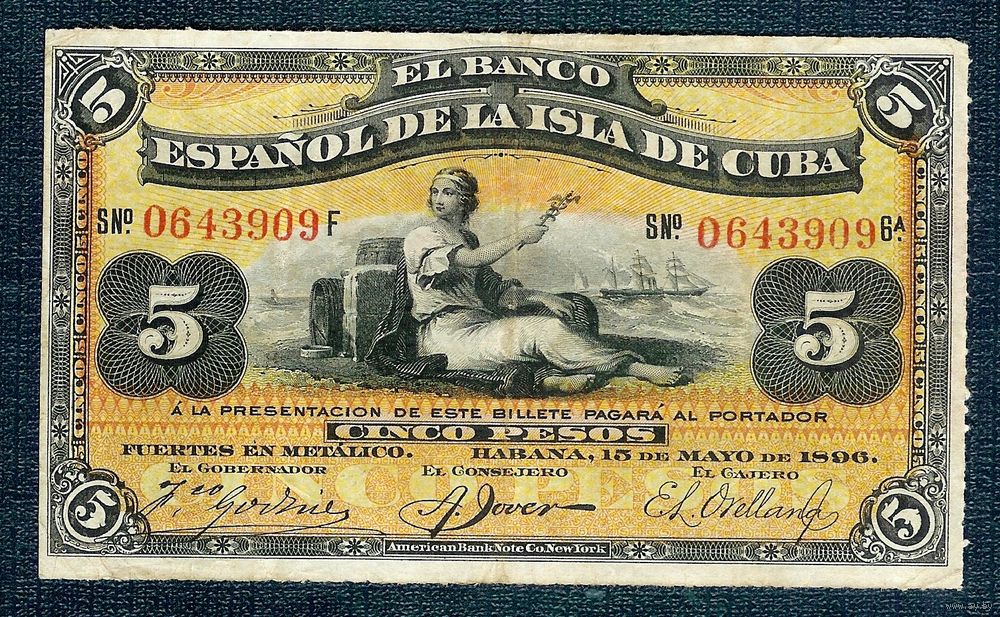 EL BANCO
ESPAÑOL DE LA ISLA DE CUBA
5 5
SNº 0643909 F SNº 0643909 6ª
5 5
Á LA PRESENTACION DE ESTE BILLETE PAGARÁ AL PORTADOR
CINCO PESOS
FUERTES EN METÁLICO. HABANA, 15 DE MAYO DE 1896.
EL GOBERNADOR EL CONSEJERO EL CAJERO
A. Jover
5 5
American Bank Note Co. New York